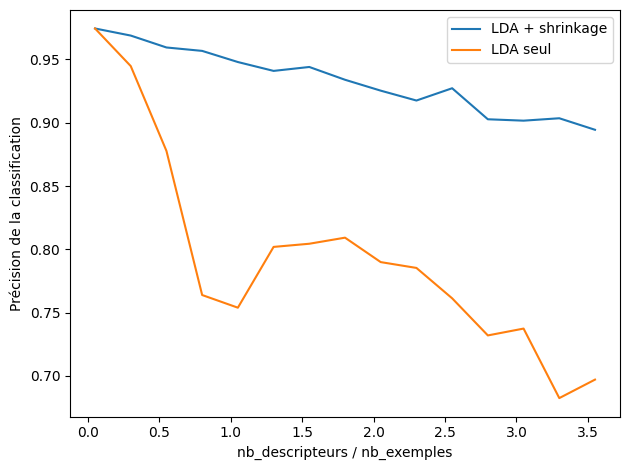 LDA + shrinkage
LDA seul
Précision de la classification
0.95
0.90
0.85
0.80
0.75
0.70
0.0 0.5 1.0 1.5 2.0 2.5 3.0 3.5
nb_descripteurs / nb_exemples